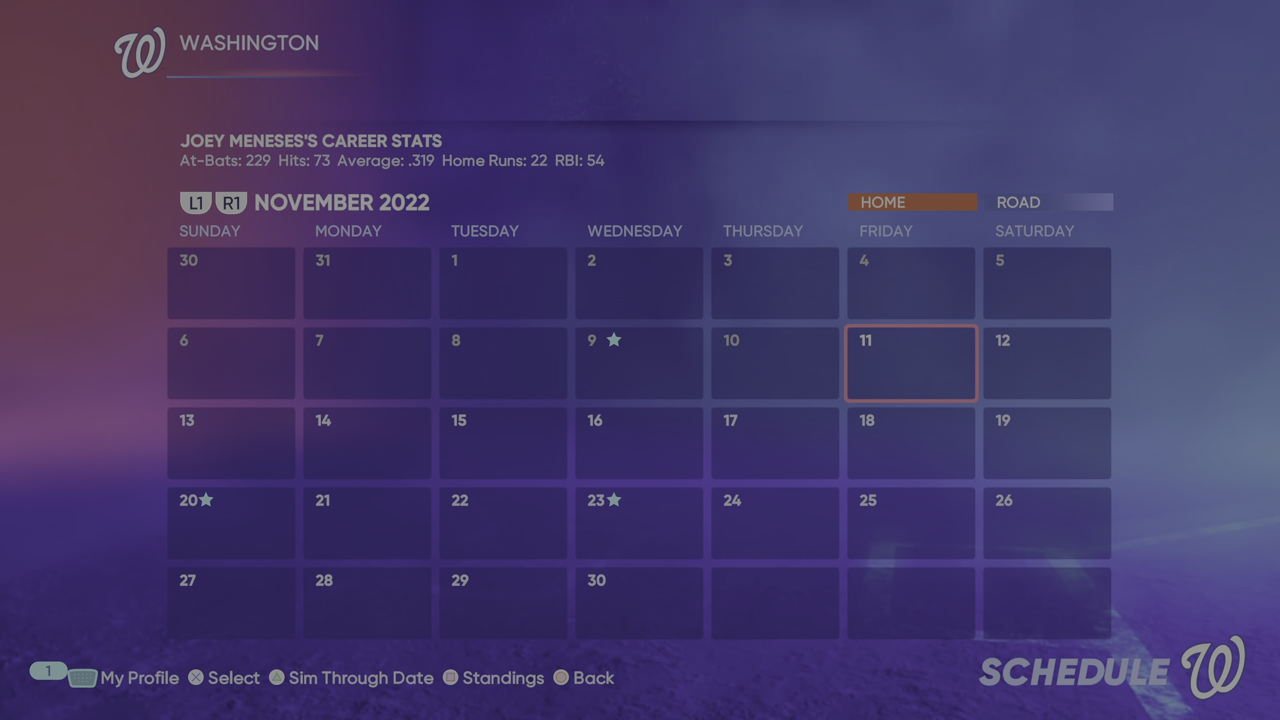 W WASHINGTON
JOEY MENESES'S CAREER STATS
At-Bats: 229 Hits: 73 Average: .319 Home Runs: 22 RBI: 54
L1 R1 NOVEMBER 2022 HOME ROAD
SUNDAY MONDAY TUESDAY WEDNESDAY THURSDAY FRIDAY SATURDAY
30 31 1 2 3 4 5
6 7 8 9 10 11 12
13 14 15 16 17 18 19
20 21 22 23 24 25 26
27 28 29 30
1 My Profile Select Sim Through Date Standings Back
SCHEDULE W